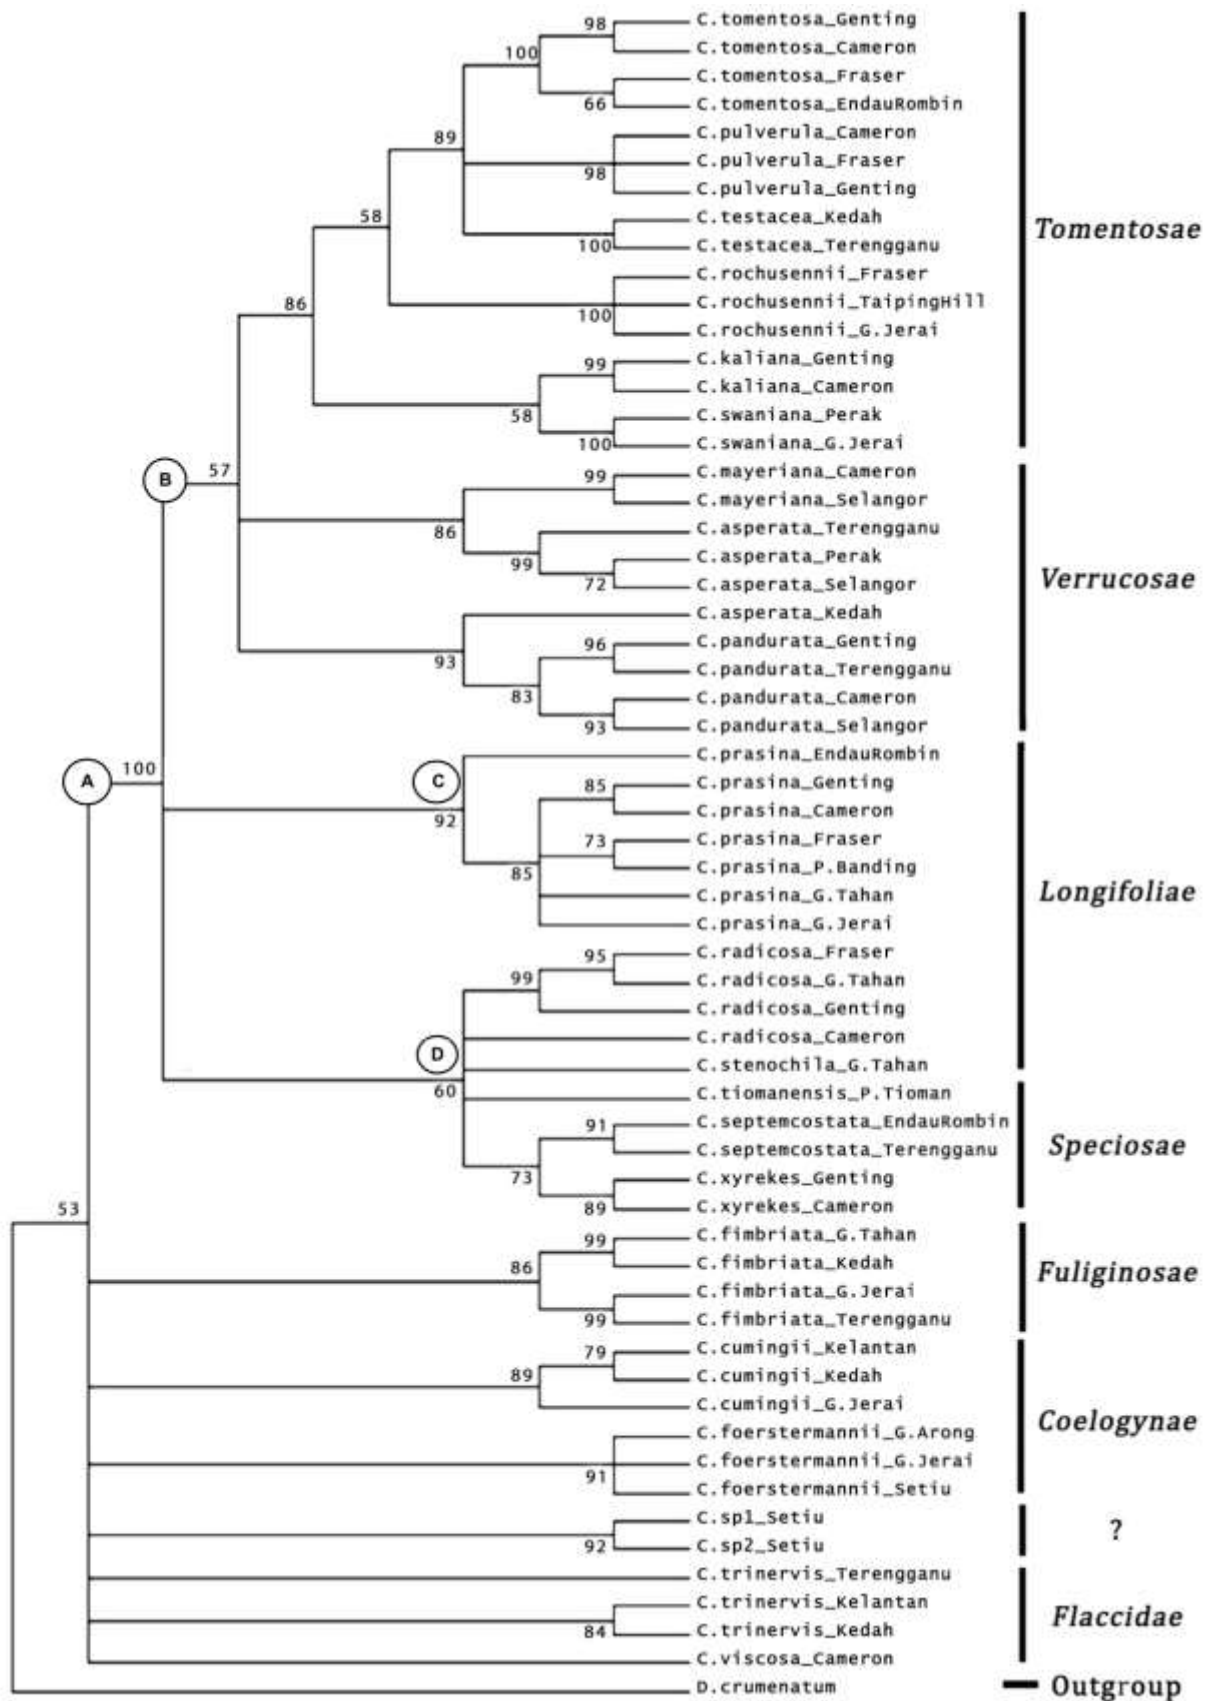 98
C.tomentosa_Genting
C.tomentosa_Cameron
100
C.tomentosa_Fraser
66
C.tomentosa_EndauRombin
89
C.pulverula_Cameron
C.pulverula_Fraser
98
C.pulverula_Genting
58
C.testacea_Kedah
100
C.testacea_Terengganu
Tomentosae
C.rochusennii_Fraser
86
C.rochusennii_TaipingHill
100
C.rochusennii_G.Jerai
99
C.kaliana_Genting
C.kaliana_Cameron
58
C.swaniana_Perak
100
C.swaniana_G.Jerai
B
57
99
C.mayeriana_Cameron
C.mayeriana_Selangor
86
C.asperata_Terengganu
99
C.asperata_Perak
72
C.asperata_Selangor
Verrucosae
C.asperata_Kedah
96
C.pandurata_Genting
93
C.pandurata_Terengganu
83
C.pandurata_Cameron
93
C.pandurata_Selangor
A
100
C
C.prasina_EndauRombin
85
C.prasina_Genting
92
C.prasina_Cameron
73
C.prasina_Fraser
85
C.prasina_P.Banding
C.prasina_G.Tahan
Longifoliae
C.prasina_G.Jerai
95
C.radicosa_Fraser
99
C.radicosa_G.Tahan
C.radicosa_Genting
D
C.radicosa_Cameron
C.stenochila_G.Tahan
60
C.tiomanensis_P.Tioman
91
C.septemcostata_EndauRombin
C.septemcostata_Terengganu
Speciosae
73
C.xyrekes_Genting
89
C.xyrekes_Cameron
53
99
C.fimbriata_G.Tahan
86
C.fimbriata_Kedah
Fuliginosae
C.fimbriata_G.Jerai
99
C.fimbriata_Terengganu
79
C.cumingii_Kelantan
89
C.cumingii_Kedah
C.cumingii_G.Jerai
Coelogynae
C.foerstermannii_G.Arong
C.foerstermannii_G.Jerai
91
C.foerstermannii_Setiu
C.sp1_Setiu
?
92
C.sp2_Setiu
C.trinervis_Terengganu
C.trinervis_Kelantan
Flaccidae
84
C.trinervis_Kedah
C.viscosa_Cameron
D.crumenatum
Outgroup